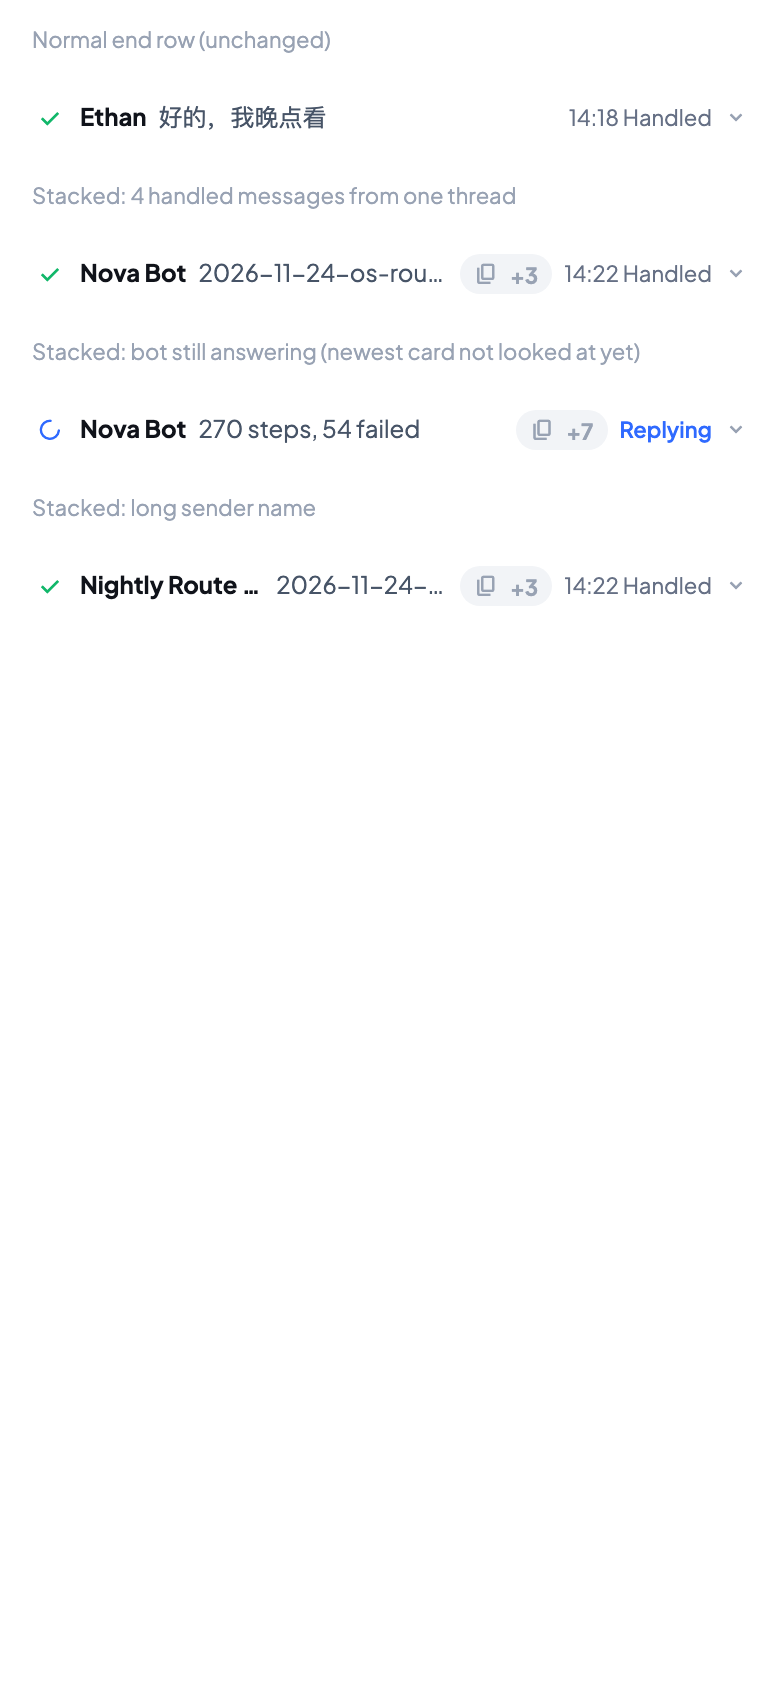 Normal end row (unchanged)
Ethan 好的，我晚点看 14:18 Handled
Stacked: 4 handled messages from one thread
Nova Bot 2026-11-24-os-rou... +3 14:22 Handled
Stacked: bot still answering (newest card not looked at yet)
Nova Bot 270 steps, 54 failed +7 Replying
Stacked: long sender name
Nightly Route ... 2026-11-24-... +3 14:22 Handled